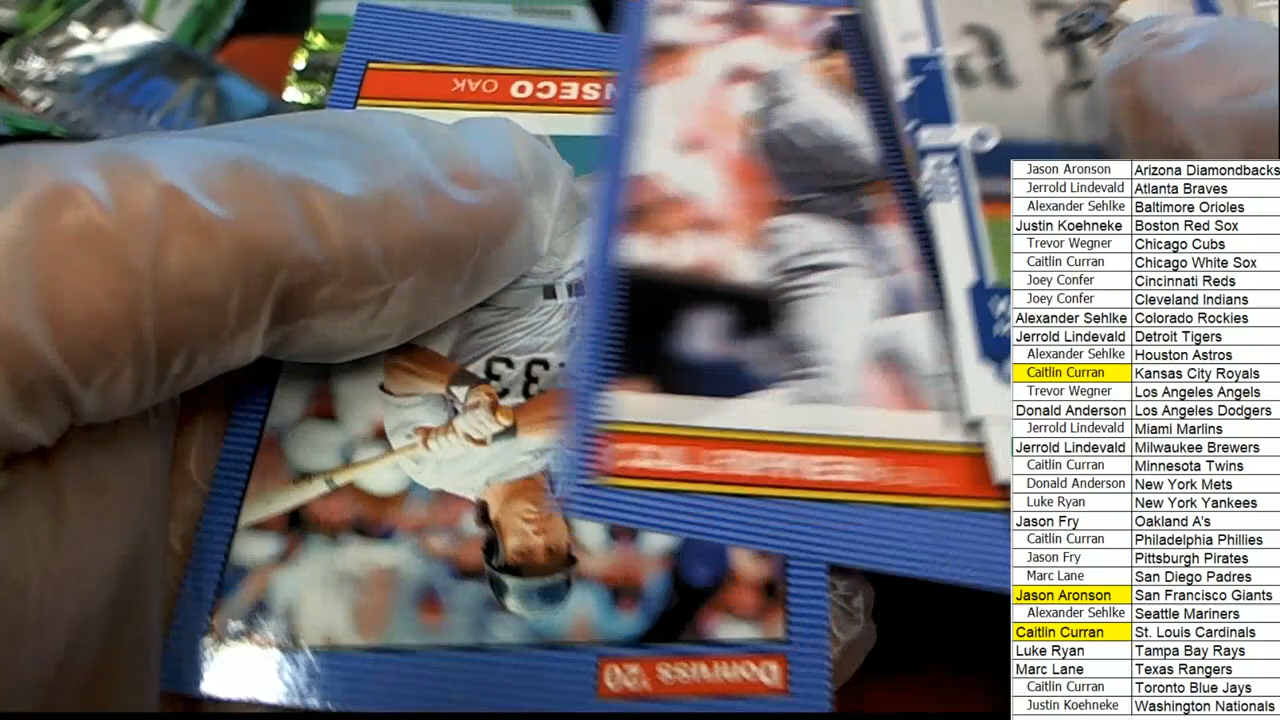 NSECO OAK
33
DONRUSS '20
Jason Aronson Arizona Diamondbacks
Jerrold Lindevald Atlanta Braves
Alexander Sehlke Baltimore Orioles
Justin Koehneke Boston Red Sox
Trevor Wegner Chicago Cubs
Caitlin Curran Chicago White Sox
Joey Confer Cincinnati Reds
Joey Confer Cleveland Indians
Alexander Sehlke Colorado Rockies
Jerrold Lindevald Detroit Tigers
Alexander Sehlke Houston Astros
Caitlin Curran Kansas City Royals
Trevor Wegner Los Angeles Angels
Donald Anderson Los Angeles Dodgers
Jerrold Lindevald Miami Marlins
Jerrold Lindevald Milwaukee Brewers
Caitlin Curran Minnesota Twins
Donald Anderson New York Mets
Luke Ryan New York Yankees
Jason Fry Oakland A's
Caitlin Curran Philadelphia Phillies
Jason Fry Pittsburgh Pirates
Marc Lane San Diego Padres
Jason Aronson San Francisco Giants
Alexander Sehlke Seattle Mariners
Caitlin Curran St. Louis Cardinals
Luke Ryan Tampa Bay Rays
Marc Lane Texas Rangers
Caitlin Curran Toronto Blue Jays
Justin Koehneke Washington Nationals